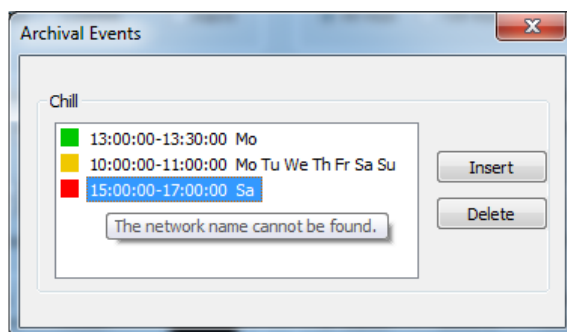 Archival Events
Chill
13:00:00-13:30:00 Mo
10:00:00-11:00:00 Mo Tu We Th Fr Sa Su
15:00:00-17:00:00 Sa
The network name cannot be found.
Insert
Delete